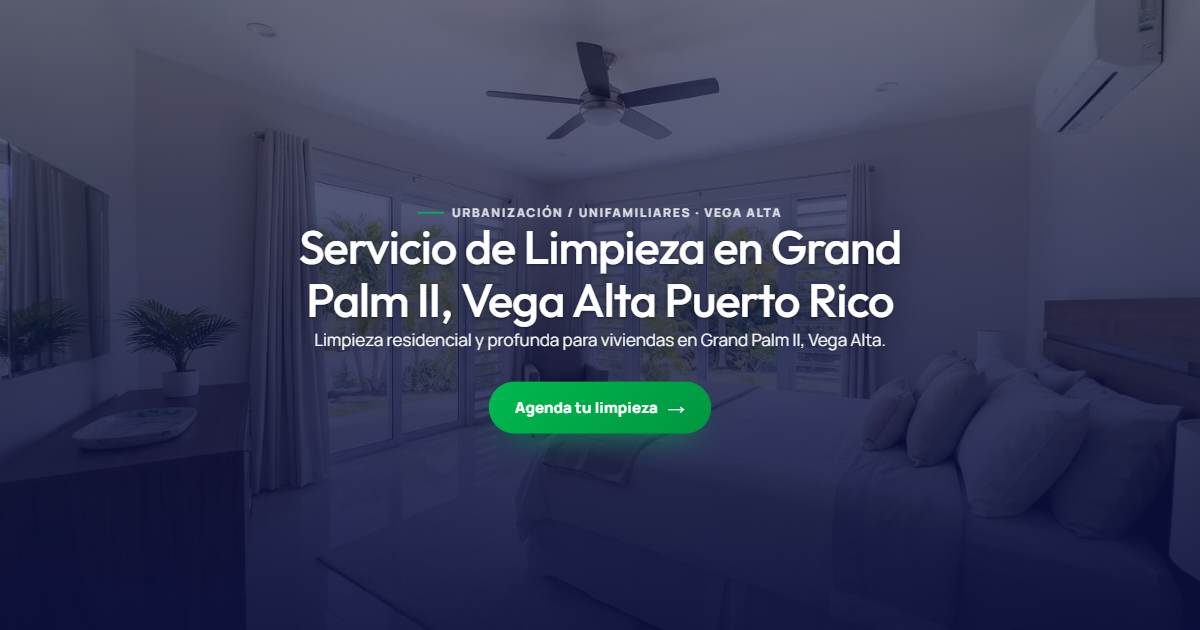 URBANIZACIÓN / UNIFAMILIARES · VEGA ALTA
Servicio de Limpieza en Grand
Palm II, Vega Alta Puerto Rico
Limpieza residencial y profunda para viviendas en Grand Palm II, Vega Alta.
Agenda tu limpieza →